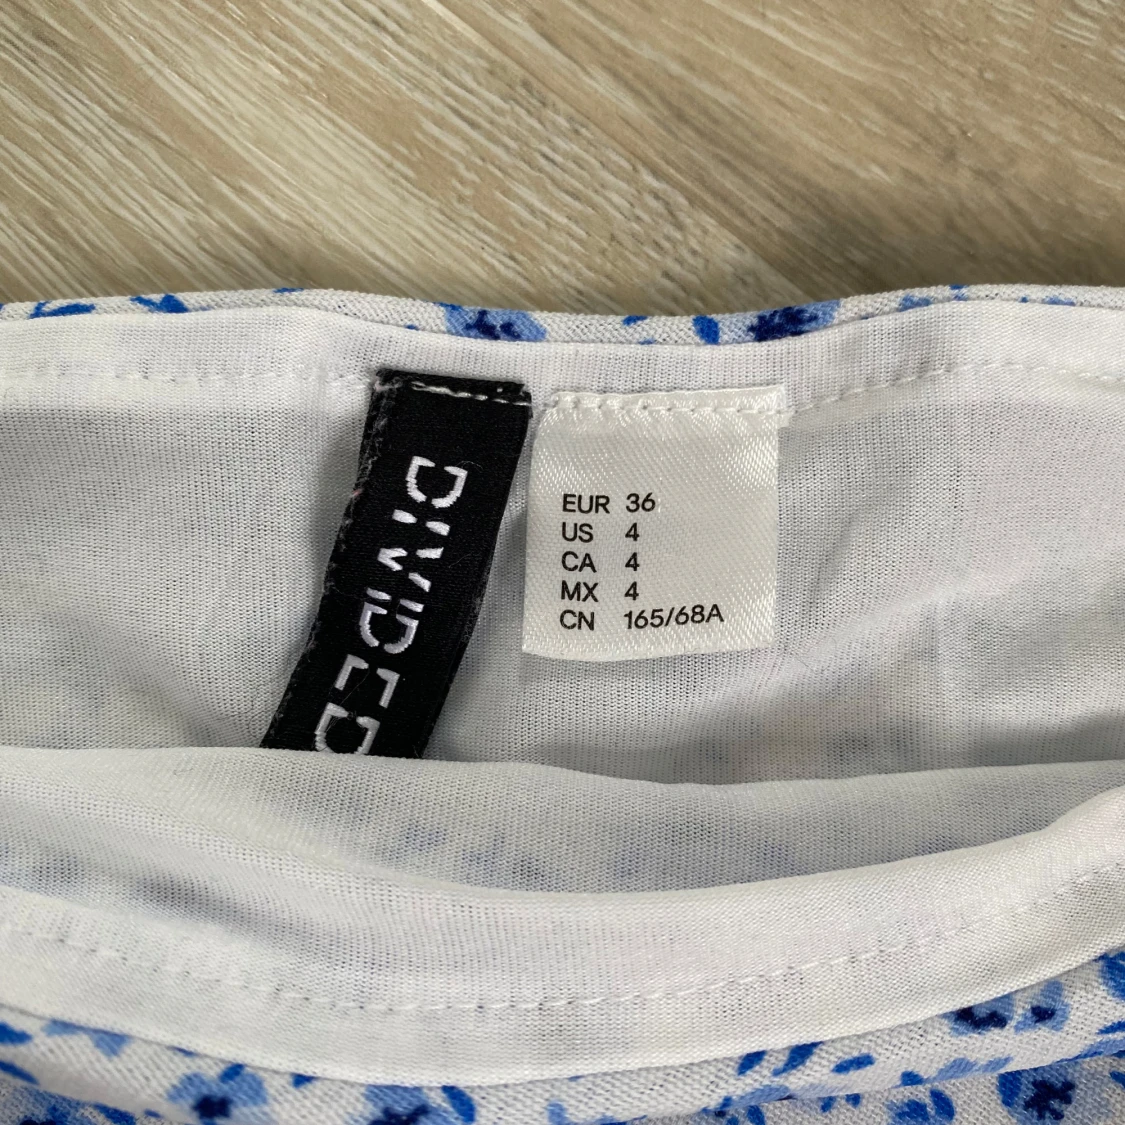 DIVIDED
EUR 36
US 4
CA 4
MX 4
CN 165/68A